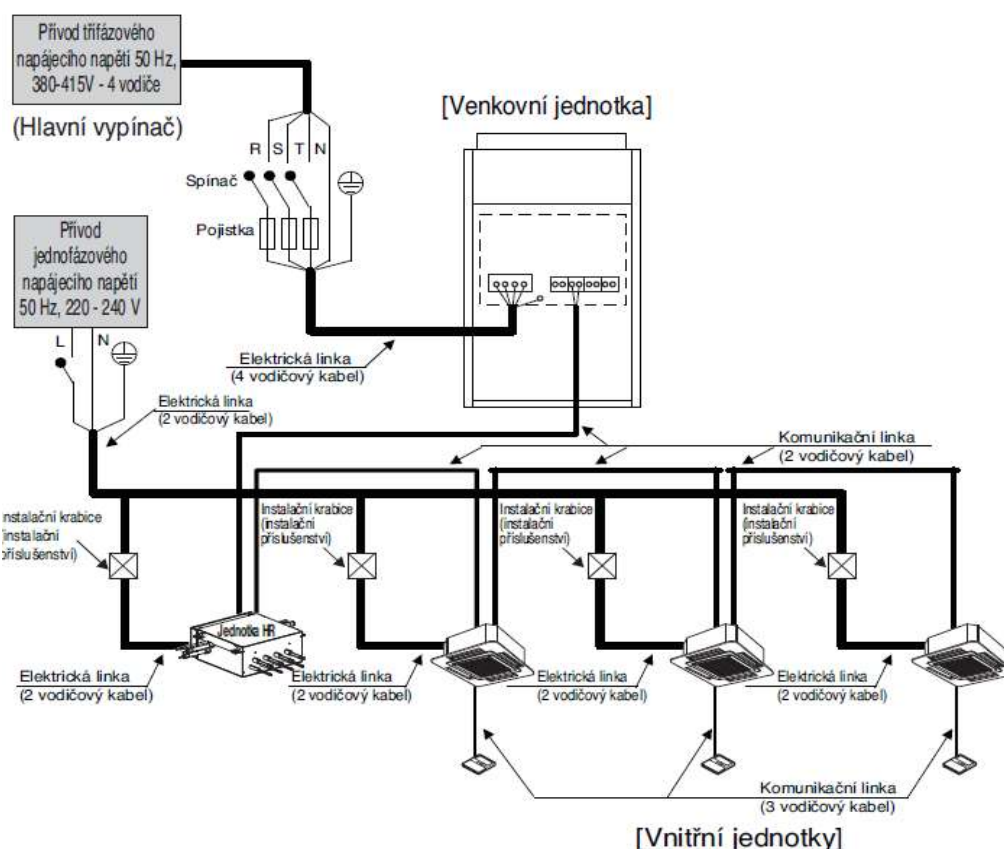 Přívod třífázového
napájecího napětí 50 Hz,
380-415V - 4 vodiče
(Hlavní vypínač)
[Venkovní jednotka]
R S T N
Spínač
Pojistka
Přívod
jednofázového
napájecího napětí
50 Hz, 220 - 240 V
L N
Elektrická linka
(4 vodičový kabel)
Elektrická linka
(2 vodičový kabel)
Komunikační linka
(2 vodičový kabel)
nstalační krabice
instalační
příslušenství)
Instalační krabice
(instalační
příslušenství)
Instalační krabice
(instalační
příslušenství)
Instalační krabice
(instalační
příslušenství)
Jednotka HR
Elektrická linka
(2 vodičový kabel)
Elektrická linka
(2 vodičový kabel)
Elektrická linka
(2 vodičový kabel)
Elektrická linka
(2 vodičový kabel)
Komunikační linka
(3 vodičový kabel)
[Vnitřní jednotky]